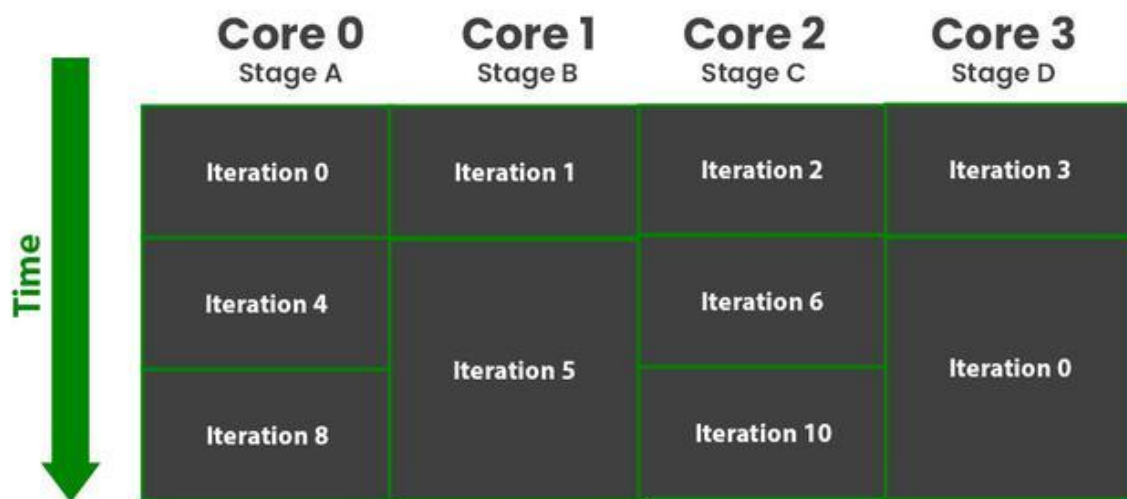 Core 0
Stage A
Core 1
Stage B
Core 2
Stage C
Core 3
Stage D
Time
Iteration 0
Iteration 1
Iteration 2
Iteration 3
Iteration 4
Iteration 5
Iteration 6
Iteration 0
Iteration 8
Iteration 10